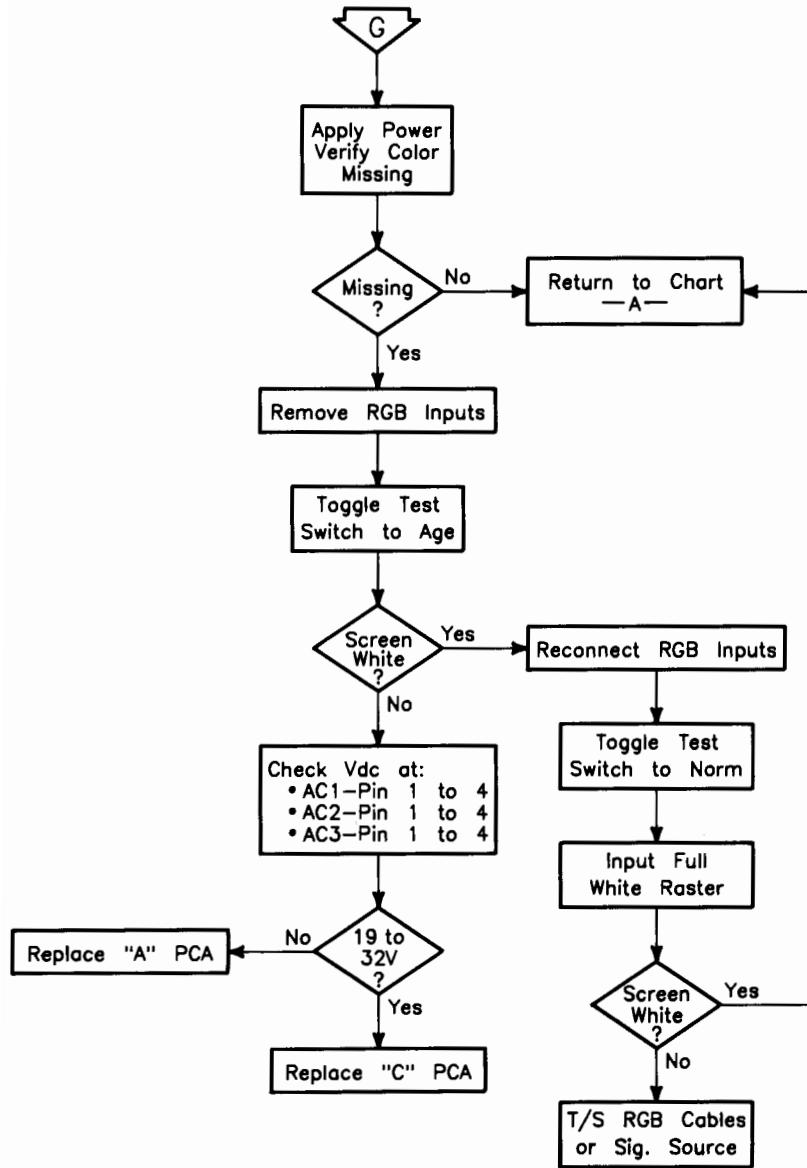 G
Apply Power
Verify Color
Missing
Missing
?
No
Return to Chart
—A—
Yes
Remove RGB Inputs
Toggle Test
Switch to Age
Screen
White
?
Yes
Reconnect RGB Inputs
No
Toggle Test
Switch to Norm
Check Vdc at:
• AC1-Pin 1 to 4
• AC2-Pin 1 to 4
• AC3-Pin 1 to 4
Input Full
White Raster
Replace "A" PCA
No
19 to
32V
?
Yes
Screen
White
?
Yes
No
Replace "C" PCA
T/S RGB Cables
or Sig. Source